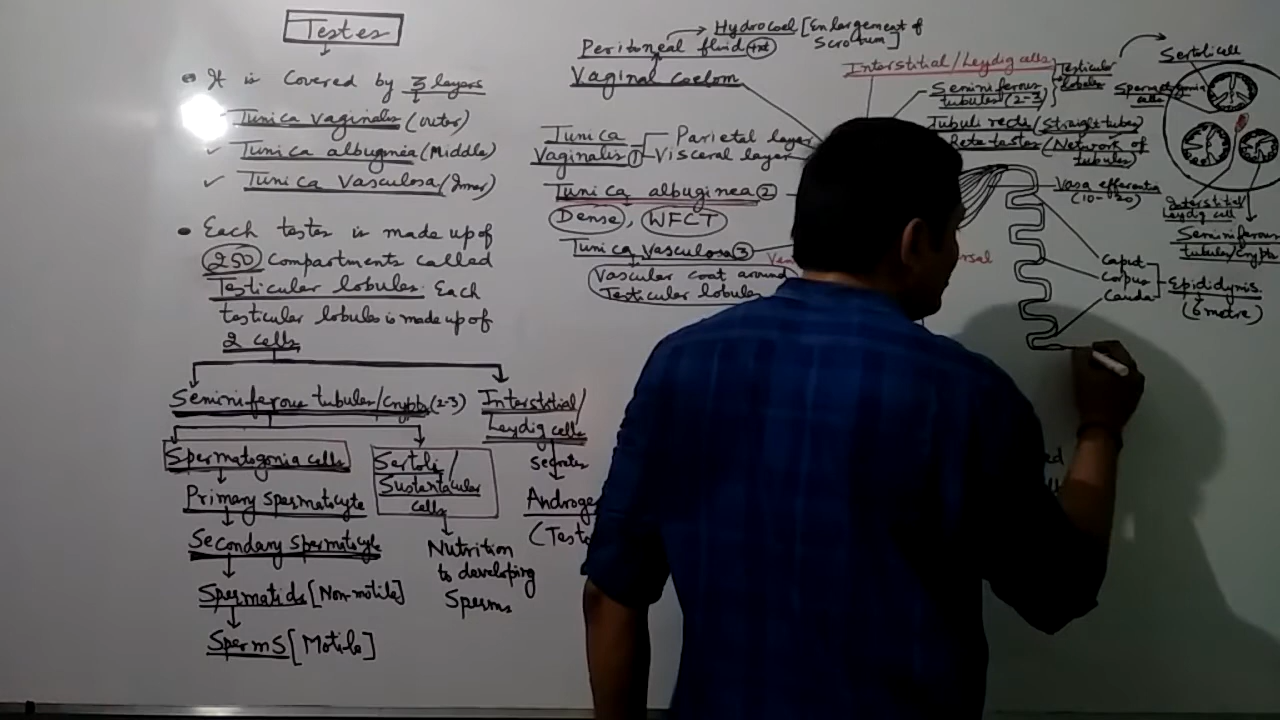 Testes
It is Covered by 3 layers
Tunica vaginalis (outer)
Tunica albuginia (Middle)
Tunica Vasculosa (Inner)
Each testes is made up of
250 Compartments called
Testicular lobules. Each
testicular lobules is made up of
2 cells
Seminiferous tubules/Crypts (2-3)
Interstitial/
Leydig cells
Spermatogonia cells
Primary spermatocyte
Secondary spermatocyte
Spermatids [Non-motile]
Sperms [Motile]
Sertoli/
Sustantacular
cells
Nutrition
to developing
Sperms
Secretes
Androge
(Testo
Hydrocoel [Enlargement of
Scrotum]
Peritoneal fluid
Vaginal Coelom
Tunica
Vaginalis 1
Parietal layer
Visceral layer
Tunica albuginea 2
Dense, WFCT
Tunica Vasculosa 3
Vascular coat around
Testicular lobules
Interstitial/Leydig cells
Seminiferous
tubules (2-3)
Testicular
lobules
Tubuli recti (Straight tubes)
Rete testes (Network of
tubules)
Vasa efferentia
(10-20)
Caput
Corpus
Cauda
Epididymis
(6 metre)
Sertoli cell
Spermatogonia
cells
Interstitial
Leydig cell
Seminiferous
tubules/Crypts